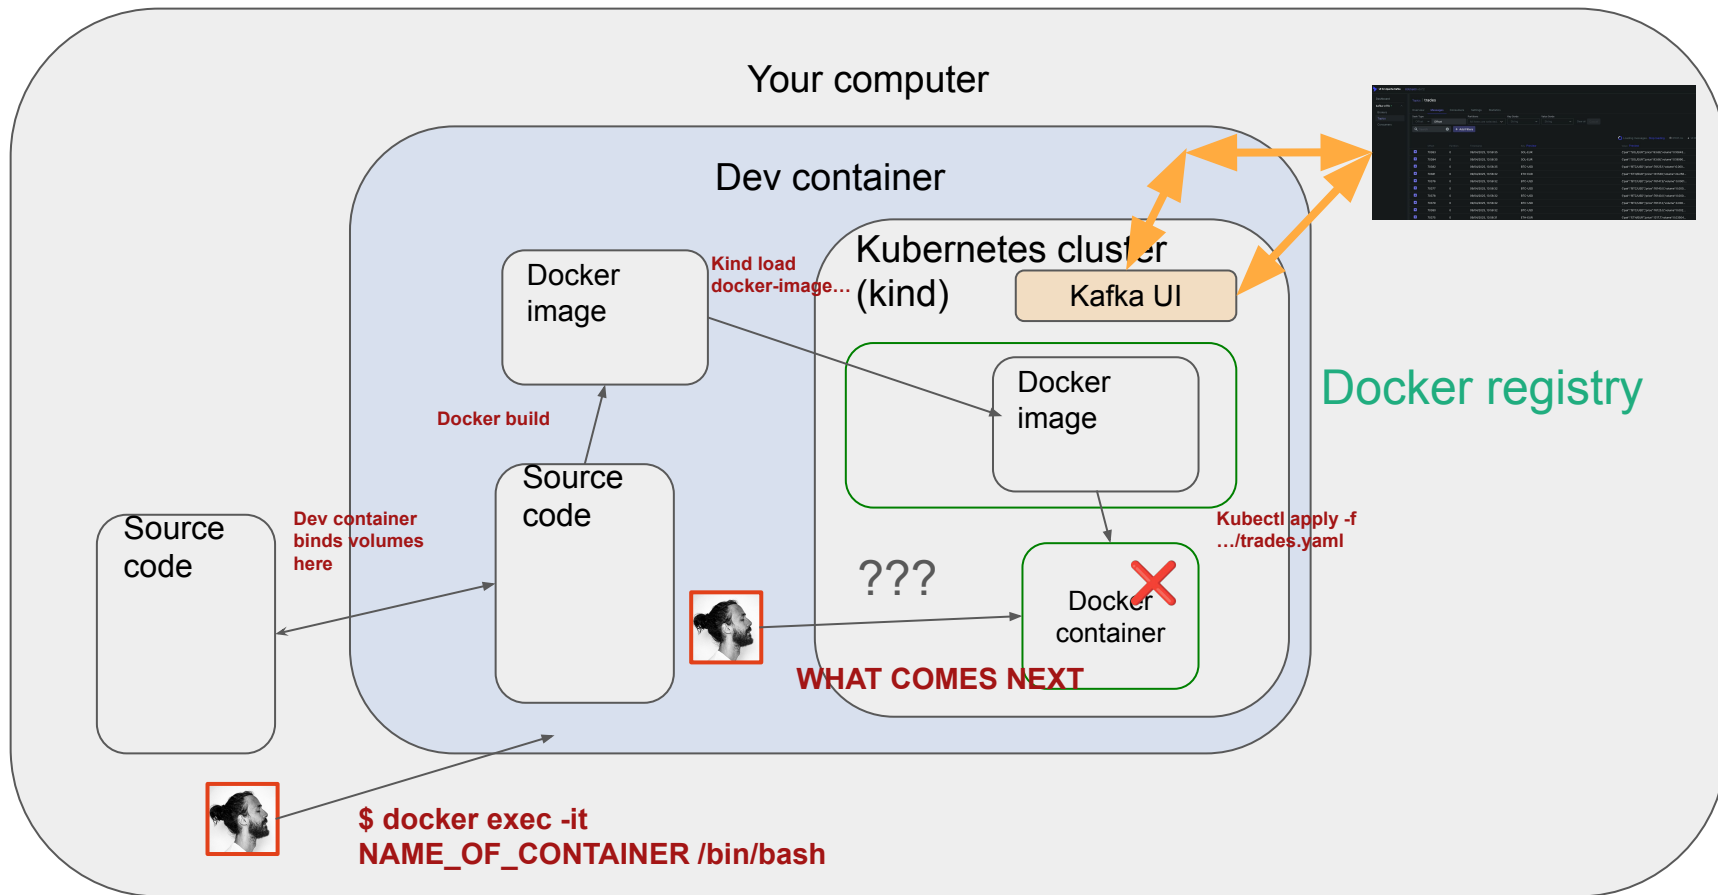 Your computer
Dev container
Kubernetes cluster
(kind)
Kafka UI
Docker
image
Kind load
docker-image…
Docker
image
Docker registry
Docker build
Source
code
Source
code
Dev container
binds volumes
here
Kubectl apply -f
…/trades.yaml
???
Docker
container
WHAT COMES NEXT
$ docker exec -it
NAME_OF_CONTAINER /bin/bash